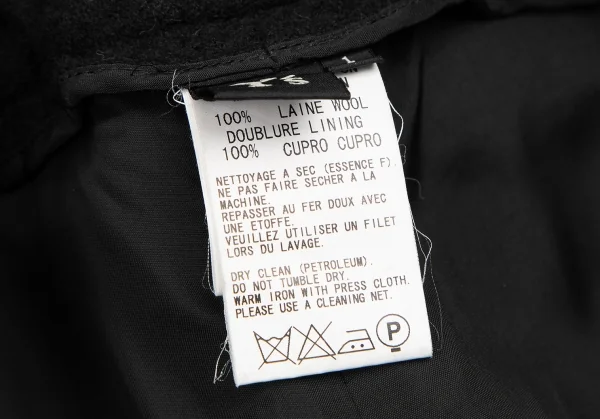 100% LAINE WOOL
DOUBLURE LINING
100% CUPRO CUPRO
NETTOYAGE A SEC (ESSENCE F).
NE PAS FAIRE SECHER A LA
MACHINE.
REPASSER AU FER DOUX AVEC
UNE ETOFFE.
VEUILLEZ UTILISER UN FILET
LORS DU LAVAGE.
DRY CLEAN (PETROLEUM).
DO NOT TUMBLE DRY.
WARM IRON WITH PRESS CLOTH.
PLEASE USE A CLEANING NET.
P